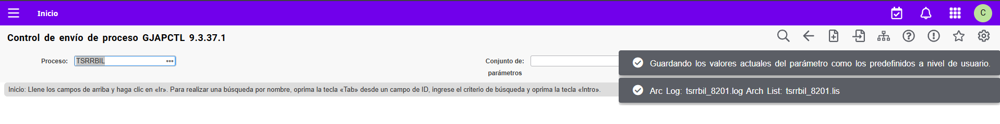 Inicio
C
Control de envío de proceso GJAPCTL 9.3.37.1
Proceso: TSRRBIL
Conjunto de:
parámetros
Guardando los valores actuales del parámetro como los predefinidos a nivel de usuario.
Inicio: Llene los campos de arriba y haga clic en «Ir». Para realizar una búsqueda por nombre, oprima la tecla «Tab» desde un campo de ID, ingrese el criterio de búsqueda y oprima la tecla «Intro».
Arc Log: tsrrbil_8201.log Arch List: tsrrbil_8201.lis